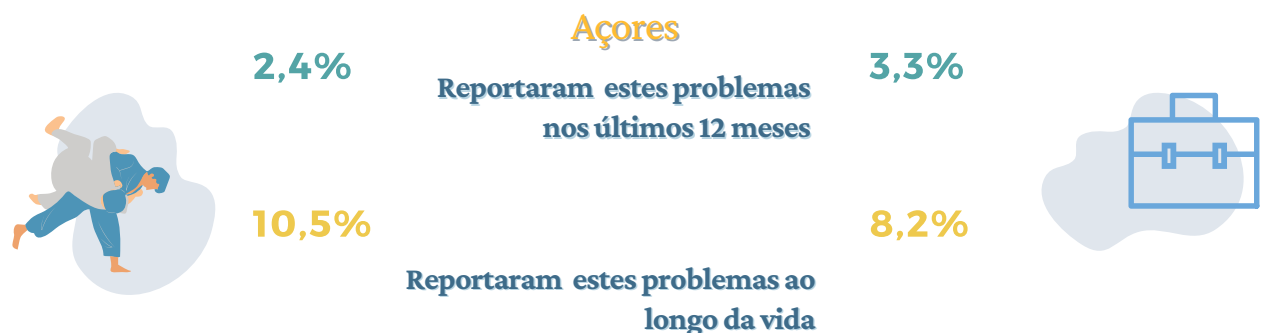 Açores
2,4%
3,3%
Reportaram estes problemas
nos últimos 12 meses
10,5%
8,2%
Reportaram estes problemas ao
longo da vida